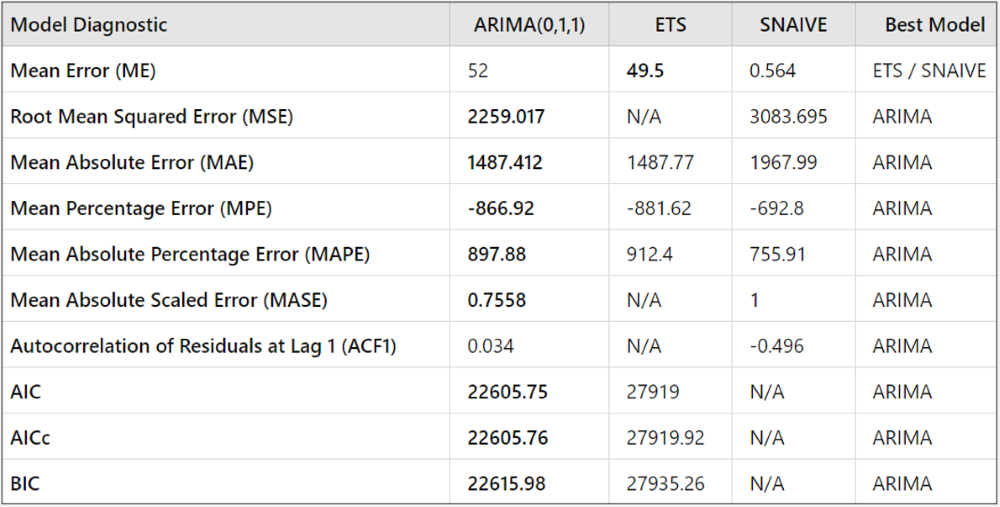 Model Diagnostic ARIMA(0,1,1) ETS SNAIVE Best Model
Mean Error (ME) 52 49.5 0.564 ETS / SNAIVE
Root Mean Squared Error (MSE) 2259.017 N/A 3083.695 ARIMA
Mean Absolute Error (MAE) 1487.412 1487.77 1967.99 ARIMA
Mean Percentage Error (MPE) -866.92 -881.62 -692.8 ARIMA
Mean Absolute Percentage Error (MAPE) 897.88 912.4 755.91 ARIMA
Mean Absolute Scaled Error (MASE) 0.7558 N/A 1 ARIMA
Autocorrelation of Residuals at Lag 1 (ACF1) 0.034 N/A -0.496 ARIMA
AIC 22605.75 27919 N/A ARIMA
AICc 22605.76 27919.92 N/A ARIMA
BIC 22615.98 27935.26 N/A ARIMA